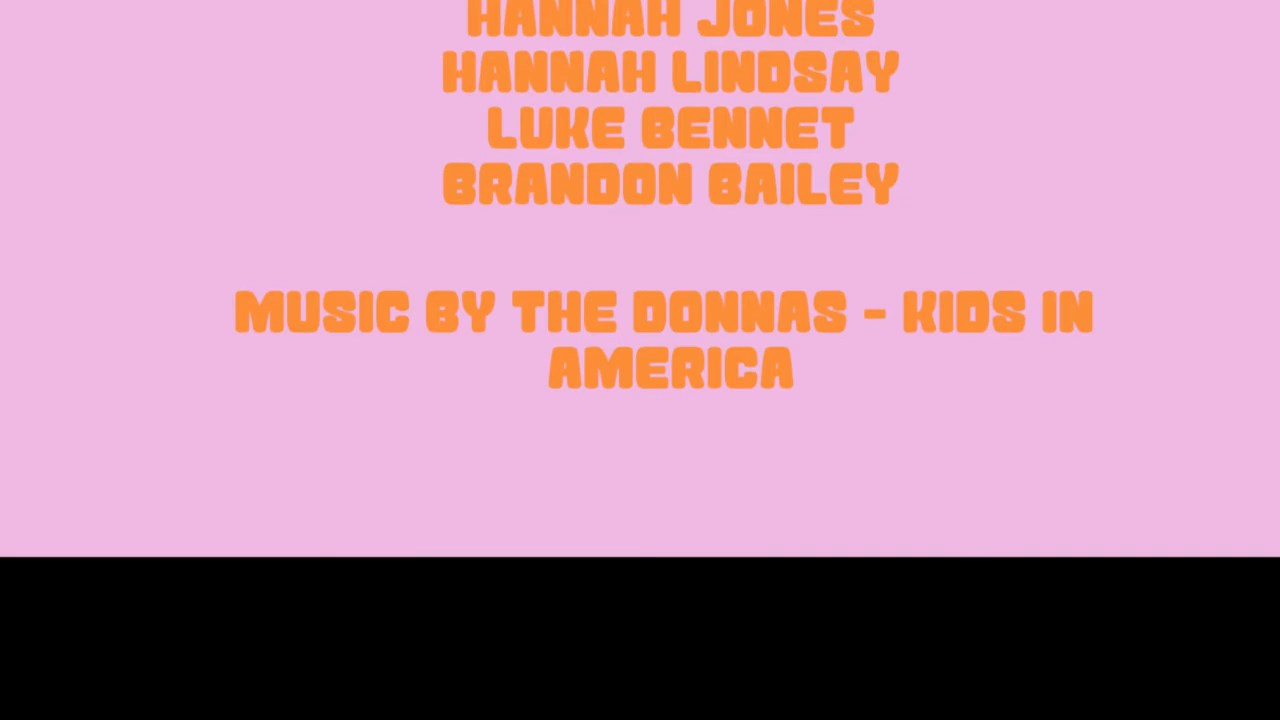 HANNAH JONES
HANNAH LINDSAY
LUKE BENNET
BRANDON BAILEY
MUSIC BY THE DONNAS - KIDS IN
AMERICA